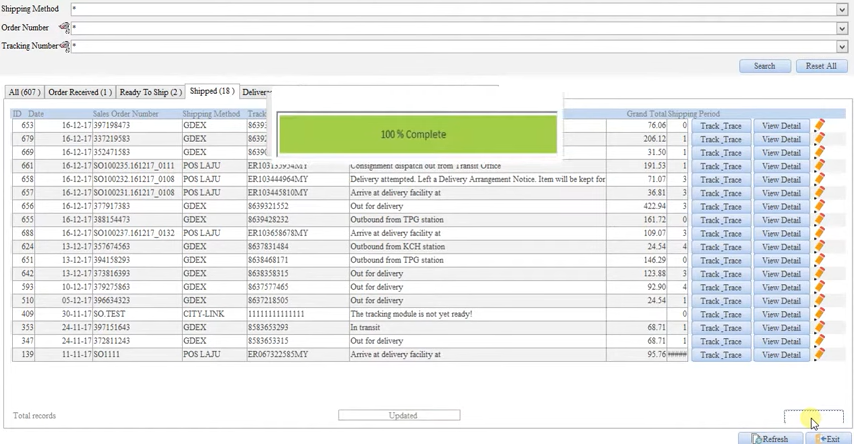 Shipping Method *
Order Number *
Tracking Number *
Search Reset All
All (607 ) Order Received (1 ) Ready To Ship (2 ) Shipped (18 )
ID Date Sales Order Number Shipping Method Grand Total Shipping Period
100 % Complete
653 16-12-17 397198473 GDEX 76.06 0 Track_Trace View Detail
679 16-12-17 337219583 GDEX 206.12 1 Track_Trace View Detail
669 16-12-17 352471583 GDEX 31.50 1 Track_Trace View Detail
661 SO100235.161217_0111 POS LAJU Consignment dispatch out from Transit Office 191.53 1 Track_Trace View Detail
658 SO100231.161217_0108 POS LAJU ER103444964MY Delivery attempted. Left a Delivery Arrangement Notice. Item will be kept for 71.07 3 Track_Trace View Detail
657 SO100232.161217_0108 POS LAJU ER103445810MY Arrive at delivery facility at 36.81 3 Track_Trace View Detail
656 16-12-17 377917383 GDEX 8639321552 Out for delivery 422.94 3 Track_Trace View Detail
655 16-12-17 388154473 GDEX 8639428232 Outbound from TPG station 161.72 0 Track_Trace View Detail
688 SO100237.161217_0132 POS LAJU ER103658678MY Arrive at delivery facility at 109.07 3 Track_Trace View Detail
624 13-12-17 357674563 GDEX 8637831484 Outbound from KCH station 24.54 4 Track_Trace View Detail
651 13-12-17 394158293 GDEX 8638468171 Outbound from TPG station 146.29 0 Track_Trace View Detail
642 13-12-17 373816393 GDEX 8638358315 Out for delivery 123.88 3 Track_Trace View Detail
593 10-12-17 379275863 GDEX 8637577465 Out for delivery 92.90 4 Track_Trace View Detail
510 05-12-17 396634323 GDEX 8637218505 Out for delivery 24.54 1 Track_Trace View Detail
409 30-11-17 SO.TEST CITY-LINK 11111111111111 The tracking module is not yet ready! 0 Track_Trace View Detail
353 24-11-17 397151643 GDEX 8583653293 In transit 68.71 1 Track_Trace View Detail
347 24-11-17 372811243 GDEX 8583653315 Out for delivery 68.71 1 Track_Trace View Detail
139 11-11-17 SO1111 POS LAJU ER067322585MY Arrive at delivery facility at 95.76 ##### Track_Trace View Detail
Total records Updated
Refresh Exit